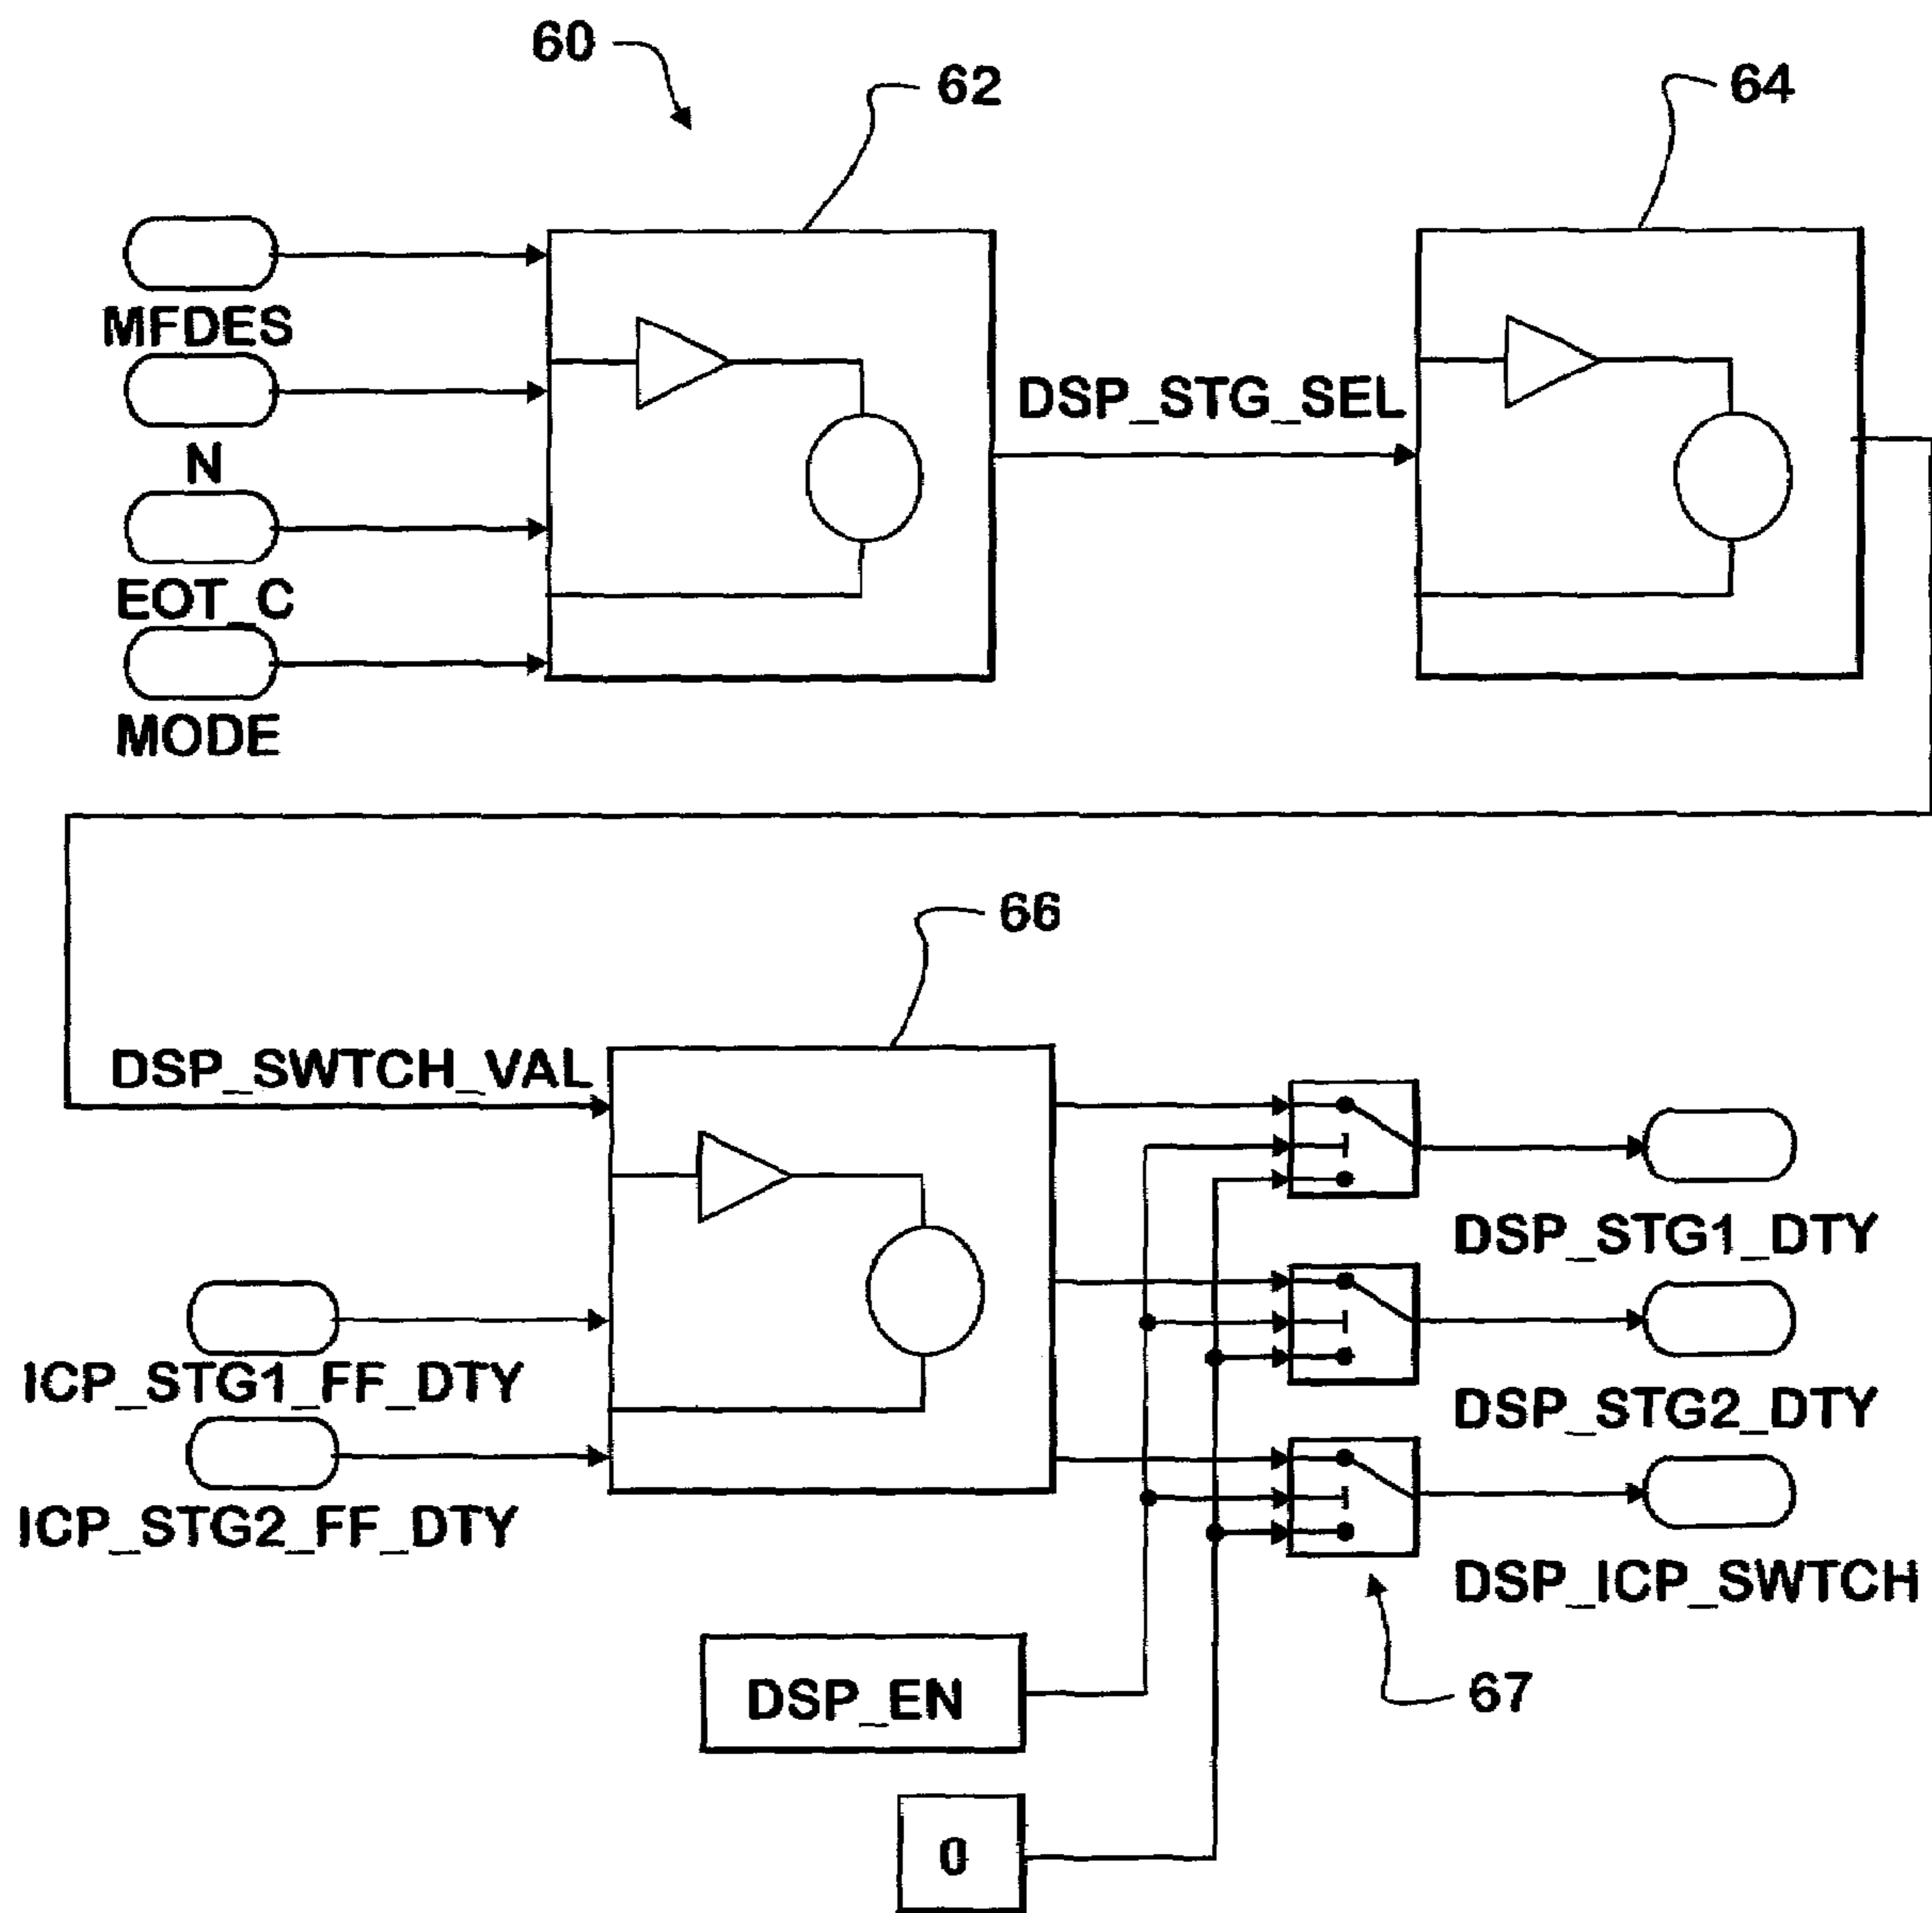 60
62
64
MFDES
N
EOT_C
MODE
DSP_STG_SEL
66
DSP_SWTCH_VAL
ICP_STG1_FF_DTY
ICP_STG2_FF_DTY
DSP_STG1_DTY
DSP_STG2_DTY
DSP_ICP_SWTCH
67
DSP_EN
0